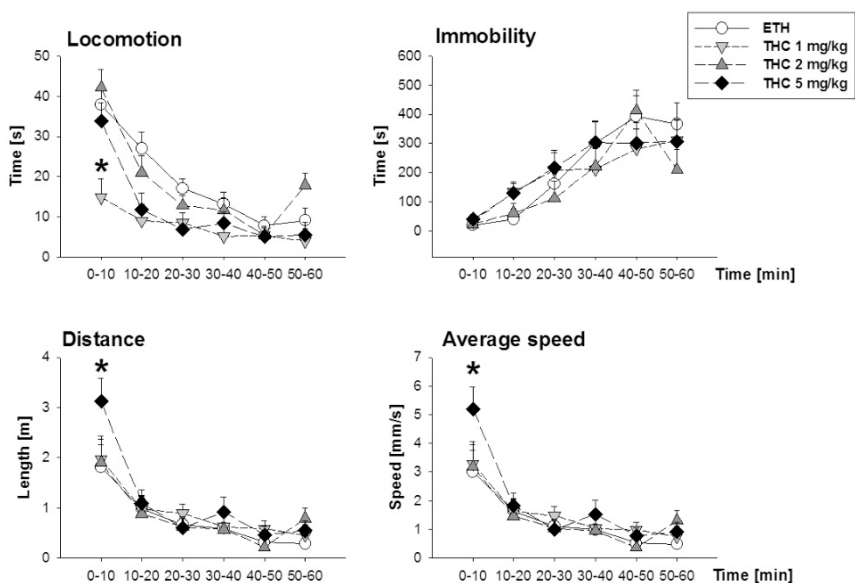 Locomotion
Time [s]
50
40
30
20
10
0
*
0-10 10-20 20-30 30-40 40-50 50-60
Immobility
Time [s]
600
500
400
300
200
100
0
0-10 10-20 20-30 30-40 40-50 50-60
Time [min]
ETH
THC 1 mg/kg
THC 2 mg/kg
THC 5 mg/kg
Distance
Length [m]
4
3
2
1
0
*
0-10 10-20 20-30 30-40 40-50 50-60
Average speed
Speed [mm/s]
7
6
5
4
3
2
1
0
*
0-10 10-20 20-30 30-40 40-50 50-60
Time [min]